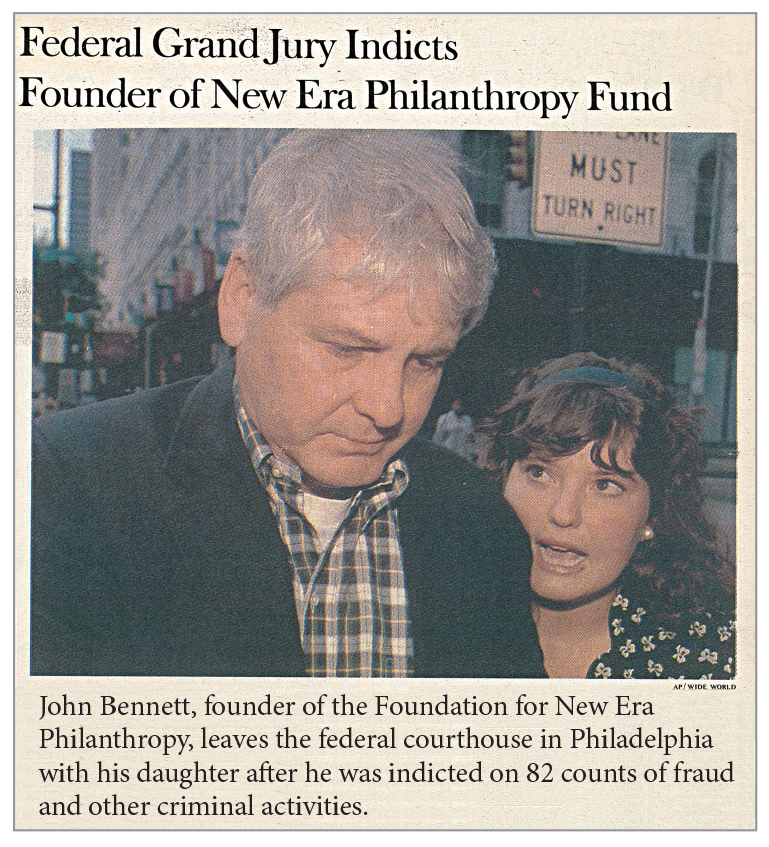 Federal Grand Jury Indicts
Founder of New Era Philanthropy Fund
LANE
MUST
TURN RIGHT
AP/WIDE WORLD
John Bennett, founder of the Foundation for New Era
Philanthropy, leaves the federal courthouse in Philadelphia
with his daughter after he was indicted on 82 counts of fraud
and other criminal activities.